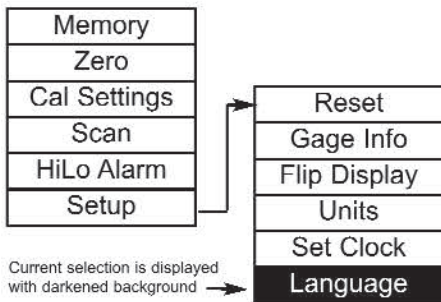 Memory
Zero
Cal Settings
Scan
HiLo Alarm
Setup
Reset
Gage Info
Flip Display
Units
Set Clock
Language
Current selection is displayed
with darkened background